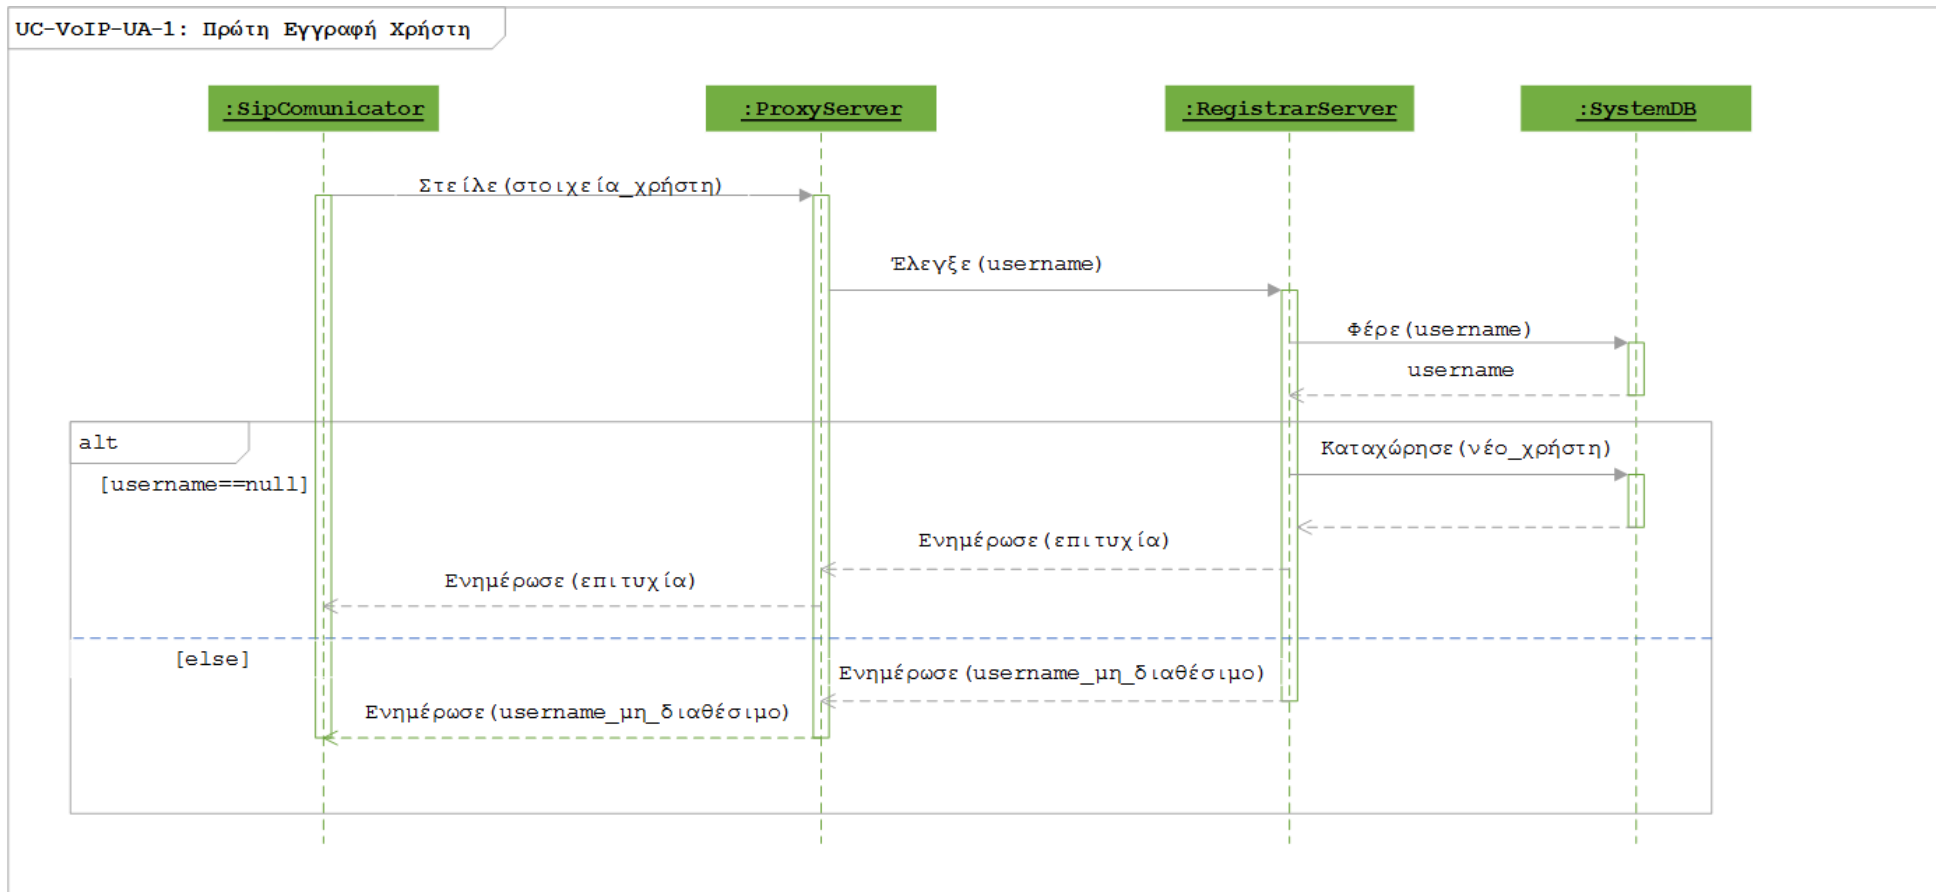 UC-VoIP-UA-1: Πρώτη Εγγραφή Χρήστη
:SipComunicator
:ProxyServer
:RegistrarServer
:SystemDB
Στείλε(στοιχεία_χρήστη)
Έλεγξε(username)
Φέρε(username)
username
alt
Καταχώρησε(νέο_χρήστη)
[username==null]
Ενημέρωσε(επιτυχία)
Ενημέρωσε(επιτυχία)
[else]
Ενημέρωσε(username_μη_διαθέσιμο)
Ενημέρωσε(username_μη_διαθέσιμο)